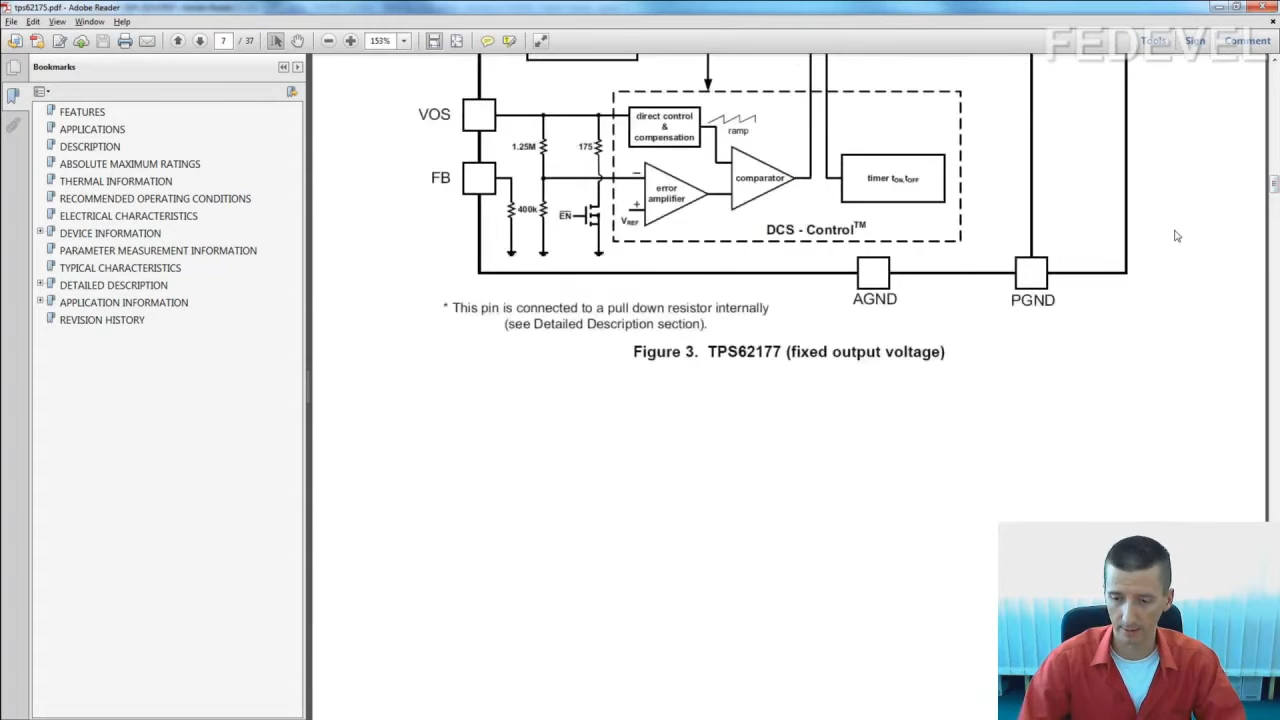 tps62175.pdf - Adobe Reader
File Edit View Window Help
7 / 37
153%
Tools Sign Comment
FEDEVEL
Bookmarks
FEATURES
APPLICATIONS
DESCRIPTION
ABSOLUTE MAXIMUM RATINGS
THERMAL INFORMATION
RECOMMENDED OPERATING CONDITIONS
ELECTRICAL CHARACTERISTICS
DEVICE INFORMATION
PARAMETER MEASUREMENT INFORMATION
TYPICAL CHARACTERISTICS
DETAILED DESCRIPTION
APPLICATION INFORMATION
REVISION HISTORY
VOS
direct control
&
compensation
ramp
1.25M
175
FB
error
amplifier
comparator
timer tON,tOFF
400k
EN
VREF
DCS - Control™
AGND
PGND
* This pin is connected to a pull down resistor internally
(see Detailed Description section).
Figure 3. TPS62177 (fixed output voltage)